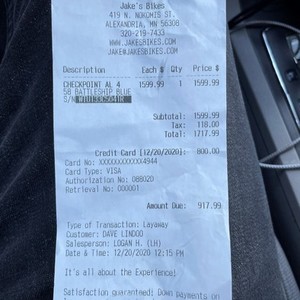 Jake's Bikes
419 N. NOKOMIS ST.
ALEXANDRIA, MN 56308
320-219-7433
WWW.JAKESBIKES.COM
JAKE@JAKESBIKES.COM
Description Each $ Qty Price $
CHECKPOINT AL 4 1599.99 1 1599.99
58 BATTLESHIP BLUE
S/N
Subtotal: 1599.99
Tax: 118.00
Total: 1717.99
Credit Card [12/20/2020]: 800.00
Card No: XXXXXXXXXXXX4944
Card Type: VISA
Authorization No: 088020
Retrieval No: 000001
Amount Due: 917.99
Type of Transaction: Layaway
Customer: DAVE LINDOO
Salesperson: LOGAN H. (LH)
Date & Time: 12/20/2020 12:15 PM
It's all about the Experience!
Satisfaction guaranteed! Down Payments on